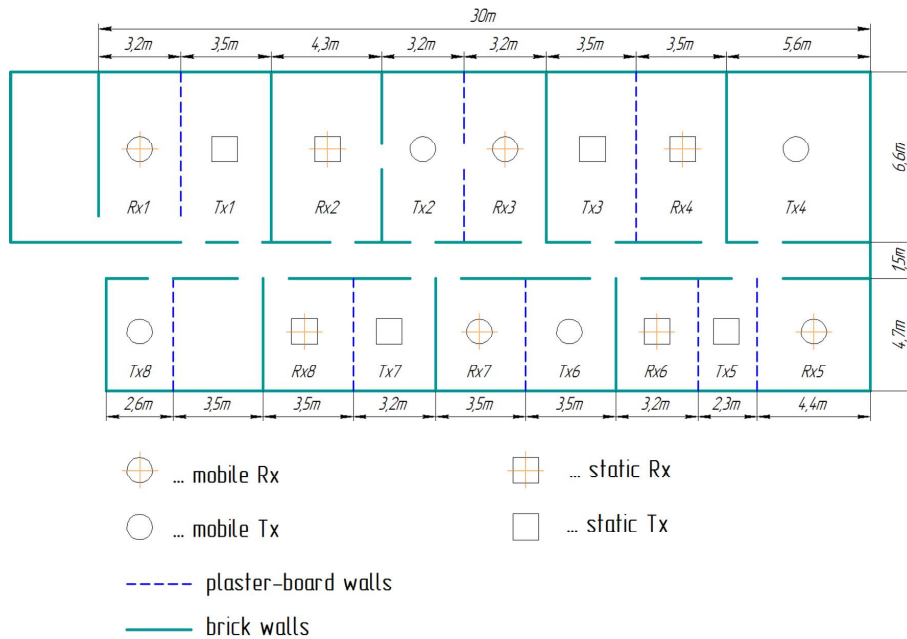 30m
3,2m 3,5m 4,3m 3,2m 3,2m 3,5m 3,5m 5,6m
6,6m
Rx1 Tx1 Rx2 Tx2 Rx3 Tx3 Rx4 Tx4
1,5m
4,7m
Tx8 Rx8 Tx7 Rx7 Tx6 Rx6 Tx5 Rx5
2,6m 3,5m 3,5m 3,2m 3,5m 3,5m 3,2m 2,3m 4,4m
... mobile Rx ... static Rx
... mobile Tx ... static Tx
plaster-board walls
brick walls